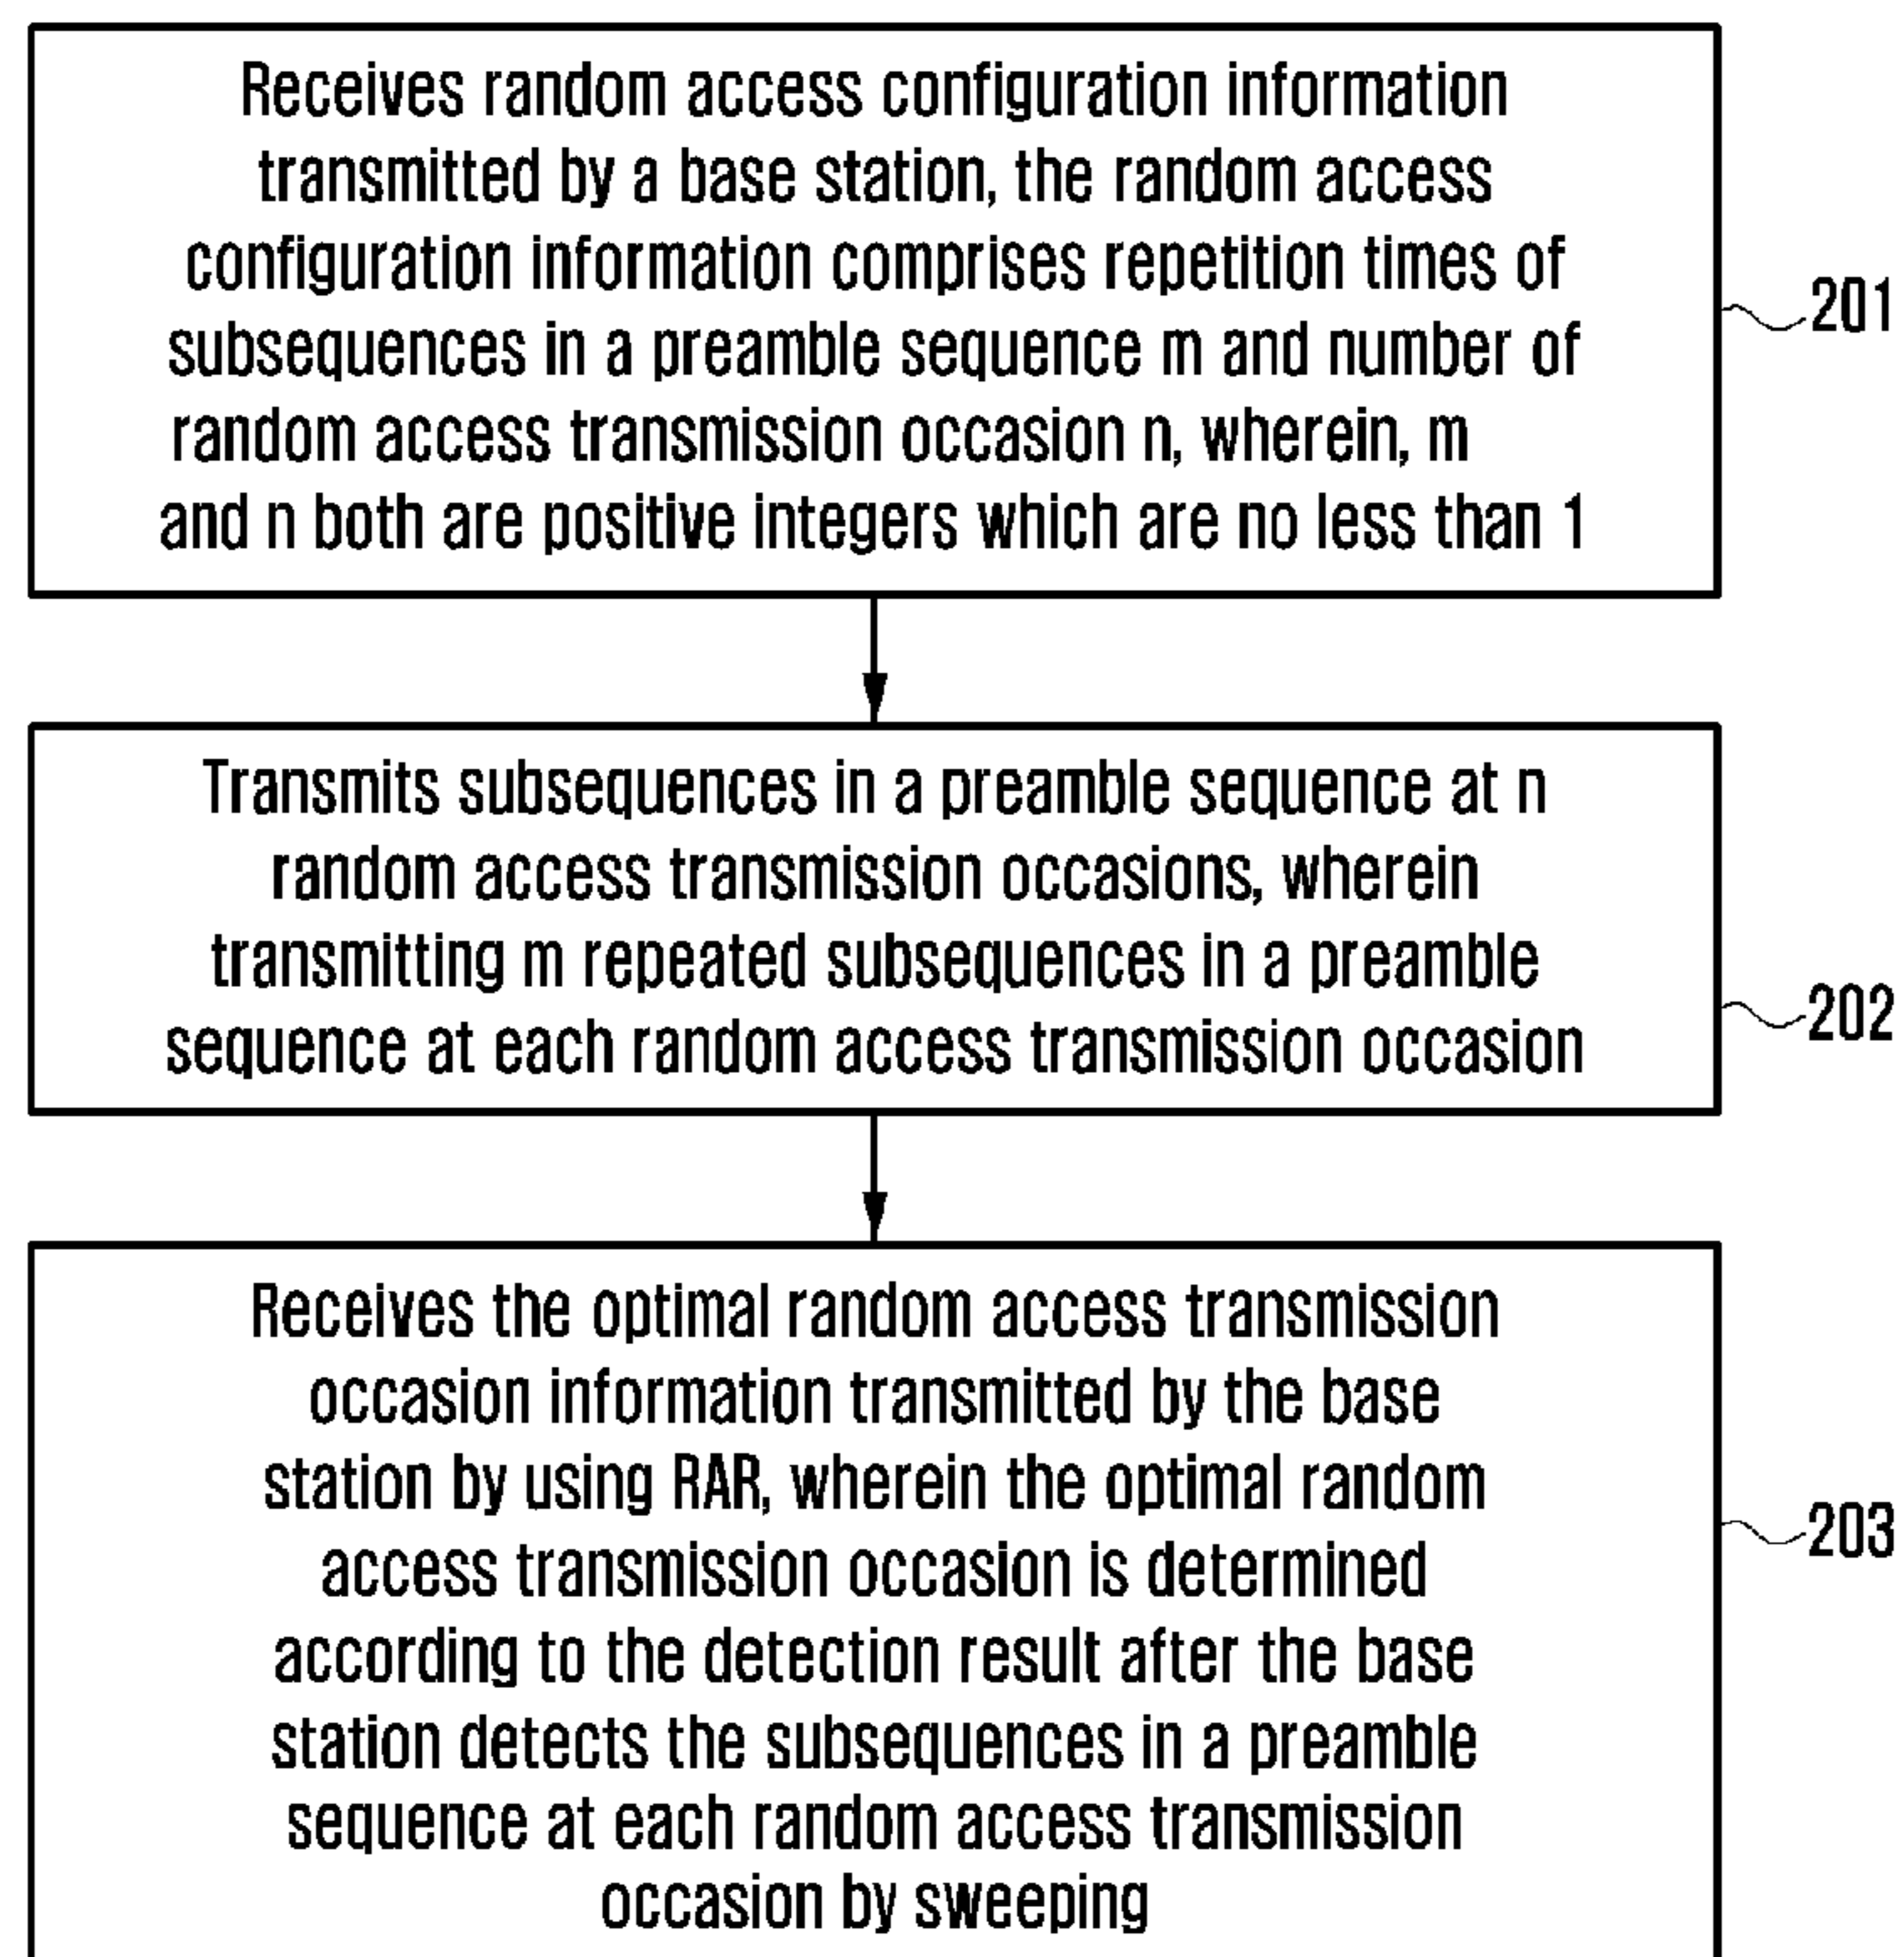 Receives random access configuration information
transmitted by a base station, the random access
configuration information comprises repetition times of
subsequences in a preamble sequence m and number of
random access transmission occasion n, wherein, m
and n both are positive integers which are no less than 1
201
Transmits subsequences in a preamble sequence at n
random access transmission occasions, wherein
transmitting m repeated subsequences in a preamble
sequence at each random access transmission occasion
202
Receives the optimal random access transmission
occasion information transmitted by the base
station by using RAR, wherein the optimal random
access transmission occasion is determined
according to the detection result after the base
station detects the subsequences in a preamble
sequence at each random access transmission
occasion by sweeping
203